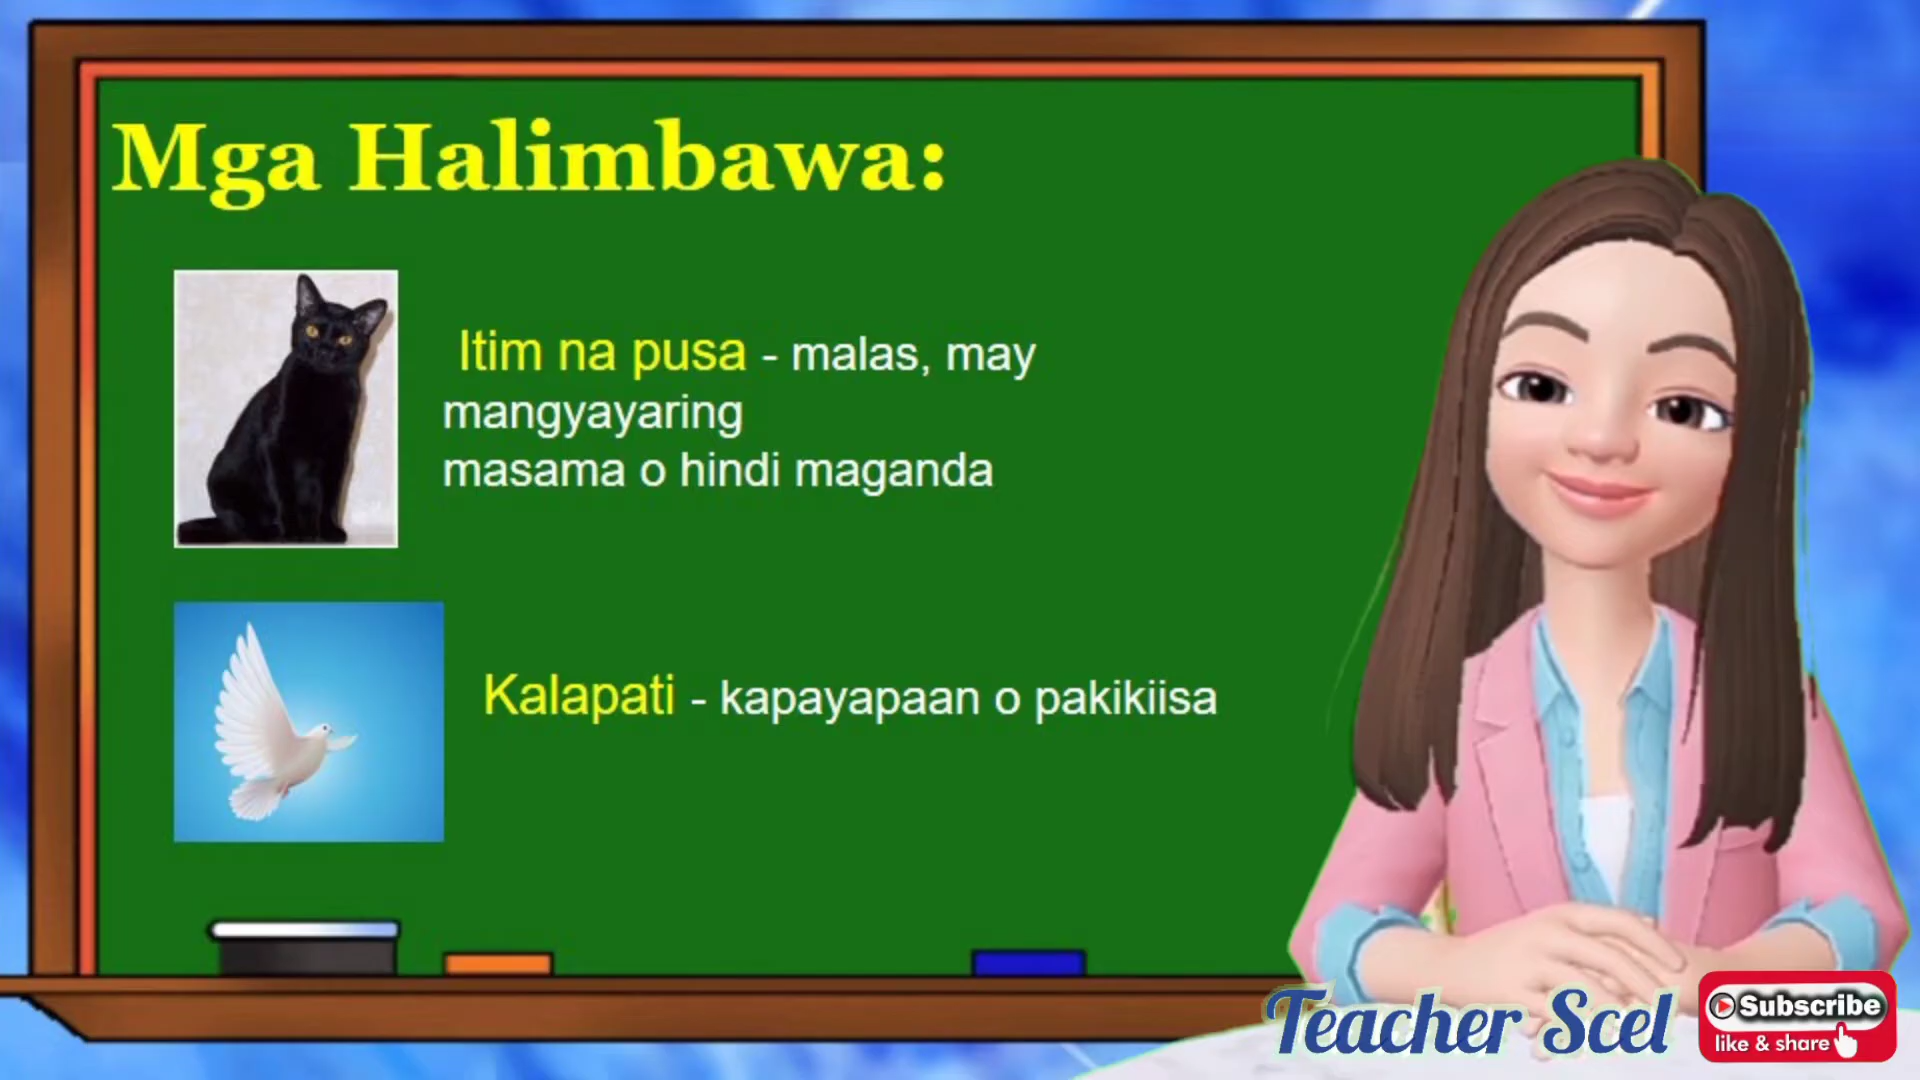 Mga Halimbawa:
Itim na pusa - malas, may
mangyayaring
masama o hindi maganda
Kalapati - kapayapaan o pakikiisa
Teacher Scel
Subscribe
like & share